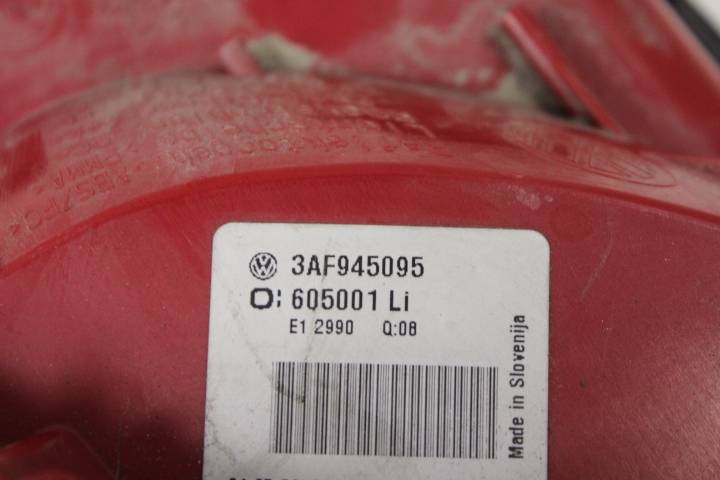 3AF945095
O: 605001 Li
E1 2990 Q:08
Made in Slovenija